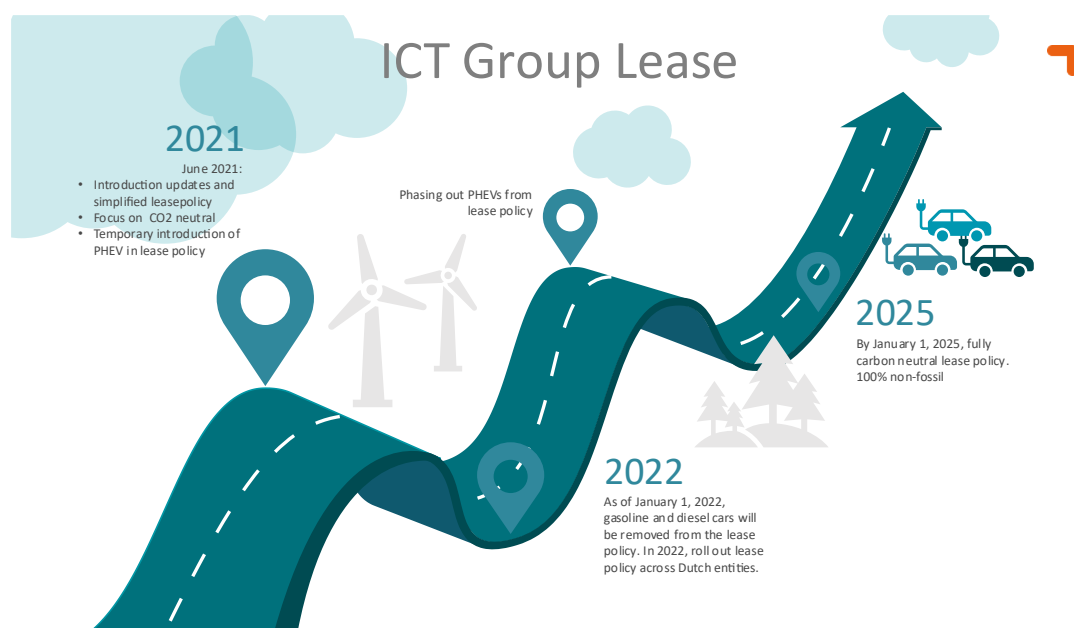 ICT Group Lease
2021
June 2021:
• Introduction updates and
simplified leasepolicy
• Focus on CO2 neutral
• Temporary introduction of
PHEV in lease policy
Phasing out PHEVs from
lease policy
2022
As of January 1, 2022,
gasoline and diesel cars will
be removed from the lease
policy. In 2022, roll out lease
policy across Dutch entities.
2025
By January 1, 2025, fully
carbon neutral lease policy.
100% non-fossil